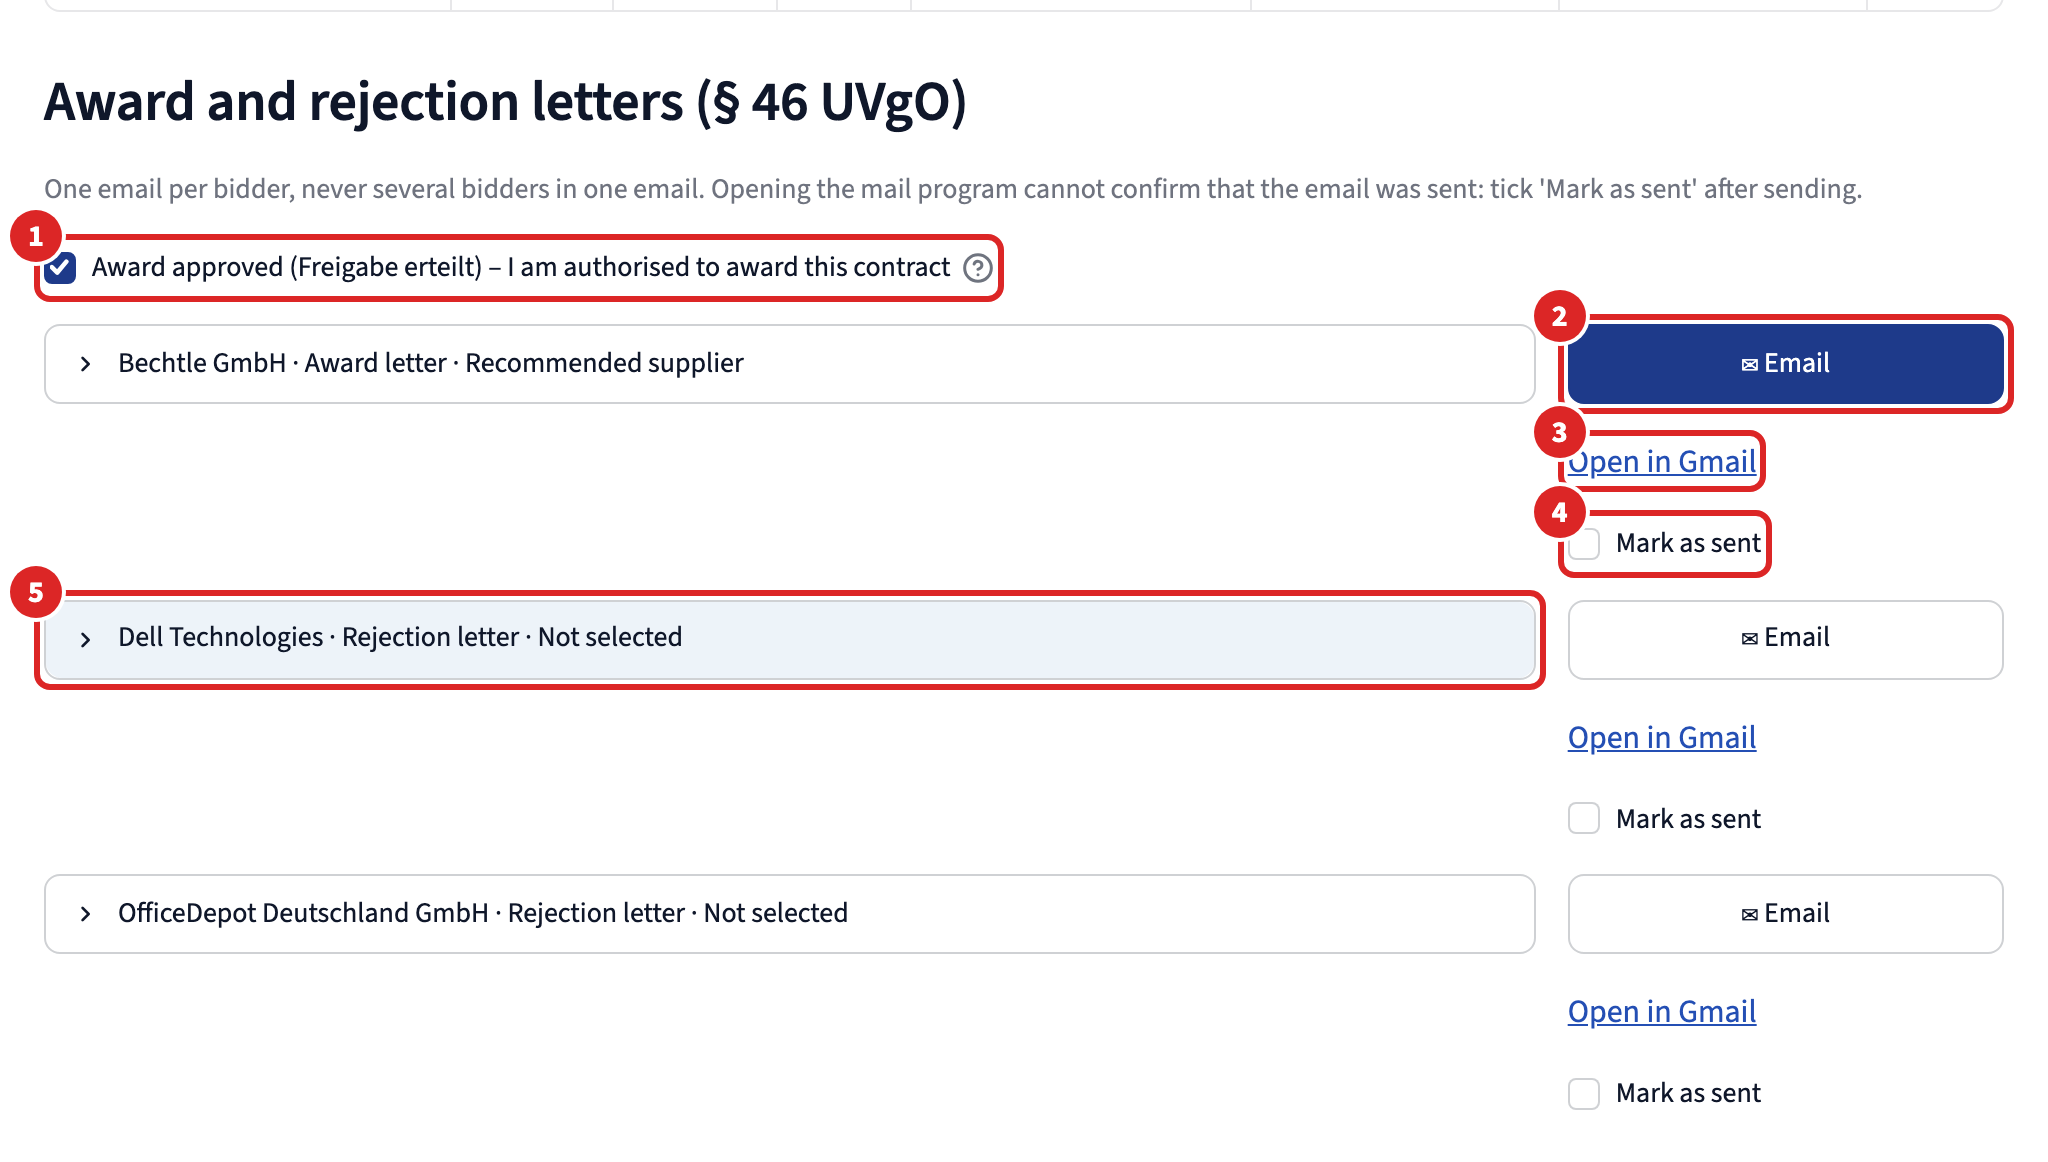 Award and rejection letters (§ 46 UVgO)
One email per bidder, never several bidders in one email. Opening the mail program cannot confirm that the email was sent: tick 'Mark as sent' after sending.
1
Award approved (Freigabe erteilt) – I am authorised to award this contract ?
2
Bechtle GmbH · Award letter · Recommended supplier
✉ Email
3
Open in Gmail
4
Mark as sent
5
Dell Technologies · Rejection letter · Not selected
✉ Email
Open in Gmail
Mark as sent
OfficeDepot Deutschland GmbH · Rejection letter · Not selected
✉ Email
Open in Gmail
Mark as sent